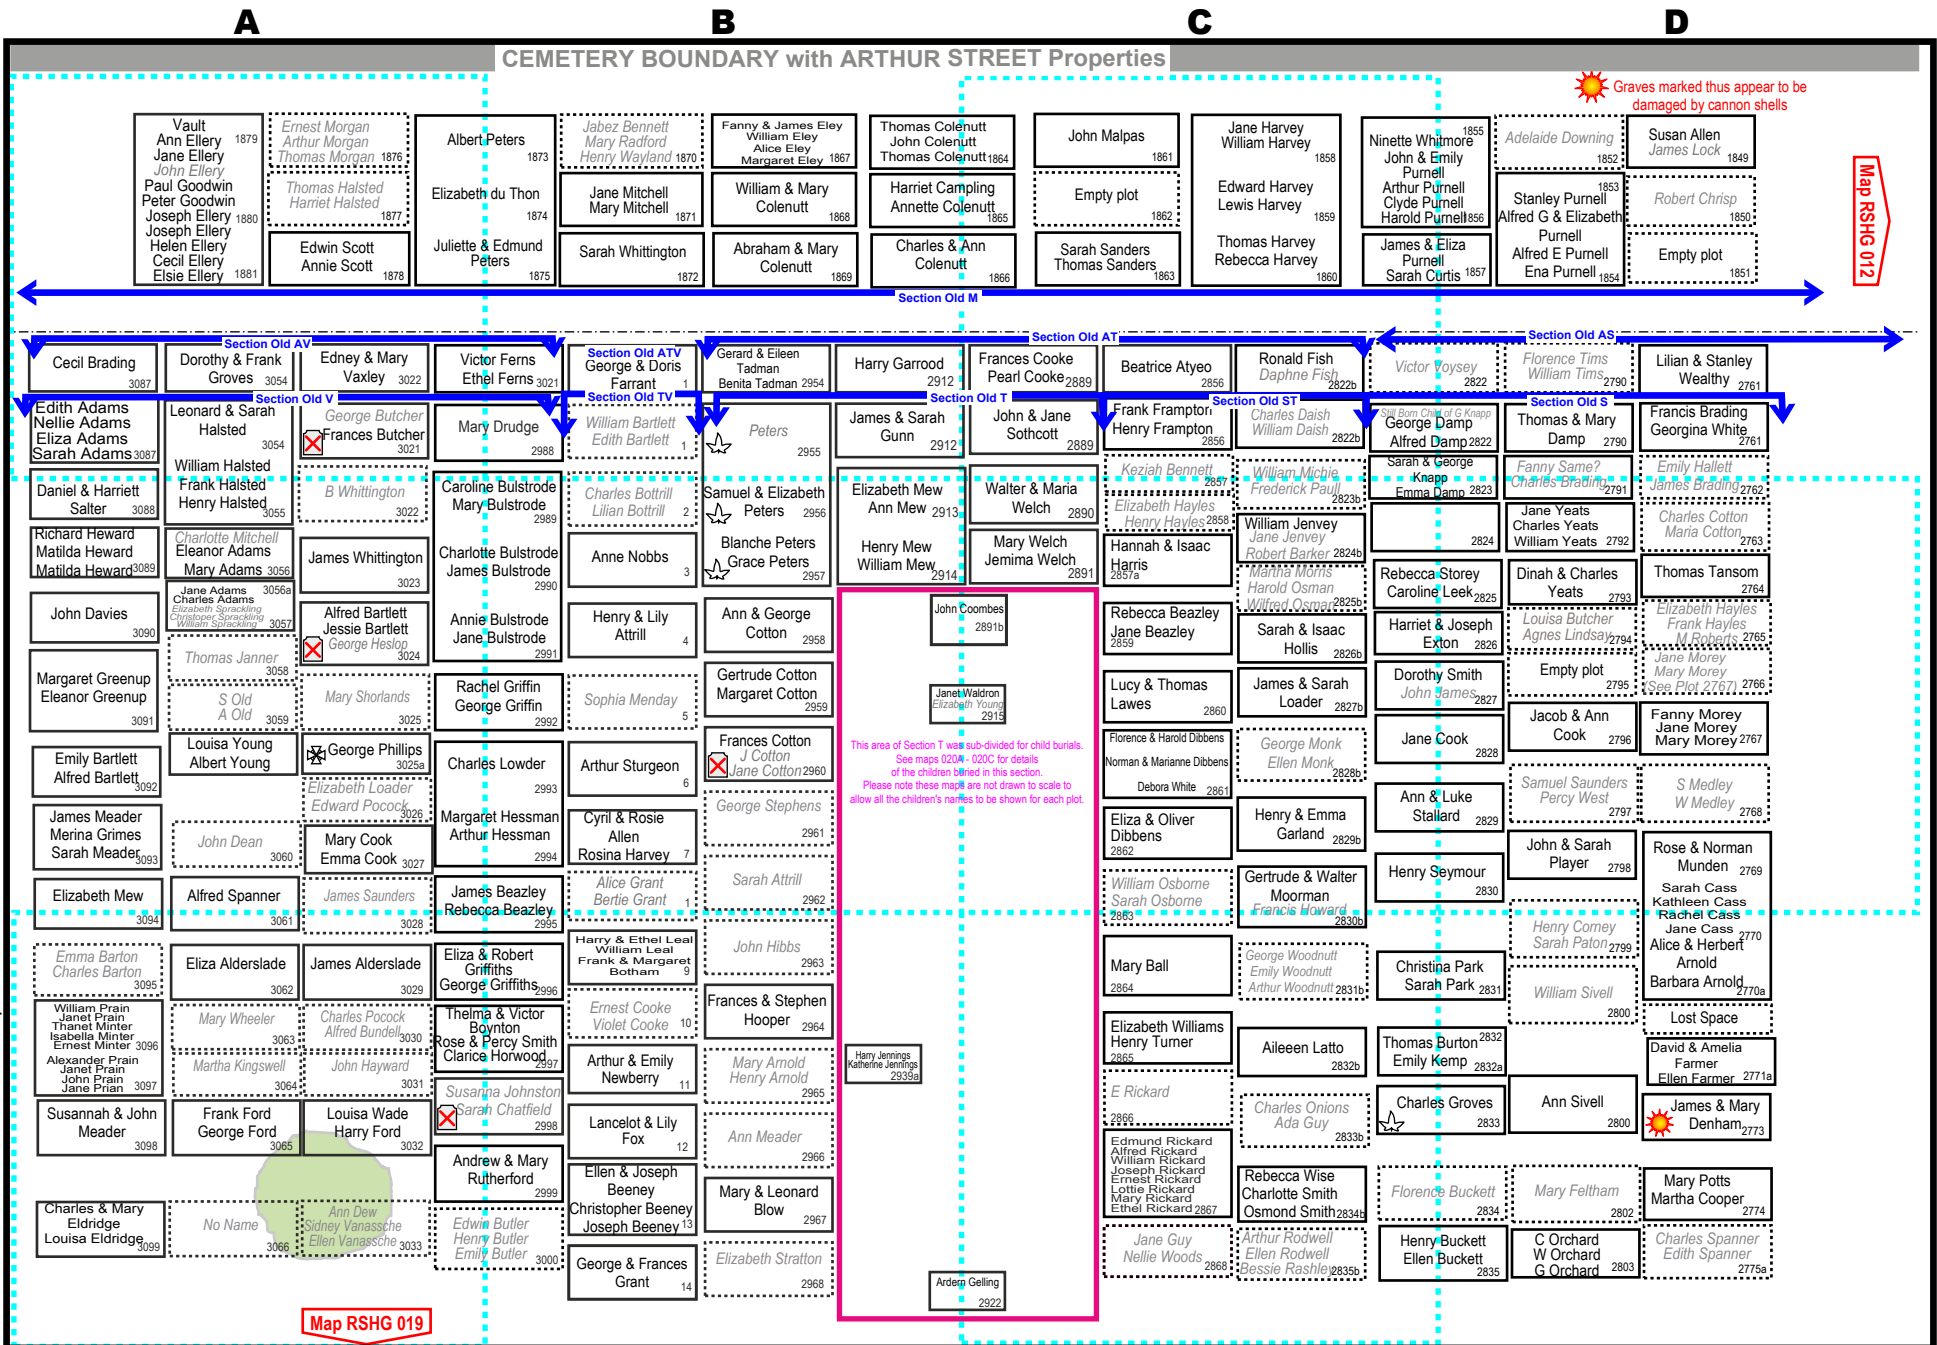 A
B
C
D
CEMETERY BOUNDARY with ARTHUR STREET Properties
Graves marked thus appear to be
damaged by cannon shells
Vault
Ann Ellery 1879
Jane Ellery
John Ellery
Paul Goodwin
Peter Goodwin
Joseph Ellery 1880
Joseph Ellery
Helen Ellery
Cecil Ellery
Elsie Ellery 1881
Ernest Morgan
Arthur Morgan
Thomas Morgan 1876
Thomas Halsted
Harriet Halsted
1877
Edwin Scott
Annie Scott
1878
Albert Peters
1873
Elizabeth du Thon
1874
Juliette & Edmund
Peters
1875
Jabez Bennett
Mary Radford
Henry Wayland 1870
Jane Mitchell
Mary Mitchell
1871
Sarah Whittington
1872
Fanny & James Eley
William Eley
Alice Eley
Margaret Eley 1867
William & Mary
Colenutt
1868
Abraham & Mary
Colenutt
1869
Thomas Colenutt
John Colenutt
Thomas Colenutt 1864
Harriet Campling
Annette Colenutt
1865
Charles & Ann
Colenutt
1866
John Malpas
1861
Empty plot
1862
Sarah Sanders
Thomas Sanders
1863
Jane Harvey
William Harvey
1858
Edward Harvey
Lewis Harvey
1859
Thomas Harvey
Rebecca Harvey
1860
1855
Ninette Whitmore
John & Emily
Purnell
Arthur Purnell
Clyde Purnell
Harold Purnell 1856
James & Eliza
Purnell
Sarah Curtis 1857
Adelaide Downing
1852
1853
Stanley Purnell
Alfred G & Elizabeth
Purnell
Alfred E Purnell
Ena Purnell 1854
Susan Allen
James Lock
1849
Robert Chrisp
1850
Empty plot
1851
Map RSHG 012
Section Old M
Section Old AV
Section Old ATV
Section Old AT
Section Old AS
Cecil Brading
3087
Dorothy & Frank
Groves 3054
Edney & Mary
Vaxley 3022
Victor Ferns
Ethel Ferns 3021
George & Doris
Farrant 1
Gerard & Eileen
Tadman
Benita Tadman 2954
Harry Garrood
2912
Frances Cooke
Pearl Cooke 2889
Beatrice Atyeo
2856
Ronald Fish
Daphne Fish
2822b
Victor Voysey
2822
Florence Tims
William Tims 2790
Lilian & Stanley
Wealthy 2761
Section Old V
Section Old TV
Section Old T
Section Old ST
Section Old S
Edith Adams
Nellie Adams
Eliza Adams
Sarah Adams 3087
Daniel & Harriett
Salter
3088
Richard Heward
Matilda Heward
Matilda Heward 3089
John Davies
3090
Margaret Greenup
Eleanor Greenup
3091
Emily Bartlett
Alfred Bartlett
3092
James Meader
Merina Grimes
Sarah Meader 3093
Elizabeth Mew
3094
Emma Barton
Charles Barton
3095
William Prain
Janet Prain
Thanet Minter
Isabella Minter
Ernest Minter 3096
Alexander Prain
Janet Prain
John Prain
Jane Prian 3097
Susannah & John
Meader
3098
Charles & Mary
Eldridge
Louisa Eldridge 3099
Leonard & Sarah
Halsted
3054
William Halsted
Frank Halsted
Henry Halsted
3055
Charlotte Mitchell
Eleanor Adams
Mary Adams 3056
Jane Adams 3056a
Charles Adams
Elizabeth Sprackling
Christoper Sprackling
William Sprackling 3057
Thomas Janner
3058
S Old
A Old 3059
Louisa Young
Albert Young
John Dean
3060
Alfred Spanner
3061
Eliza Alderslade
3062
Mary Wheeler
3063
Martha Kingswell
3064
Frank Ford
George Ford
3065
No Name
3066
George Butcher
Frances Butcher
3021
B Whittington
3022
James Whittington
3023
Alfred Bartlett
Jessie Bartlett
George Heslop
3024
Mary Shorlands
3025
George Phillips
3025a
Elizabeth Loader
Edward Pocock
3026
Mary Cook
Emma Cook 3027
James Saunders
3028
James Alderslade
3029
Charles Pocock
Alfred Bundell 3030
John Hayward
3031
Louisa Wade
Harry Ford
3032
Ann Dew
Sidney Vanassche
Ellen Vanassche 3033
Mary Drudge
2988
Caroline Bulstrode
Mary Bulstrode
2989
Charlotte Bulstrode
James Bulstrode
2990
Annie Bulstrode
Jane Bulstrode
2991
Rachel Griffin
George Griffin
2992
Charles Lowder
2993
Margaret Hessman
Arthur Hessman
2994
James Beazley
Rebecca Beazley
2995
Eliza & Robert
Griffiths
George Griffiths 2996
Thelma & Victor
Boynton
Rose & Percy Smith
Clarice Horwood
2997
Susanna Johnston
Sarah Chatfield
2998
Andrew & Mary
Rutherford
2999
Edwin Butler
Henry Butler
Emily Butler 3000
William Bartlett
Edith Bartlett
1
Charles Bottrill
Lilian Bottrill
2
Anne Nobbs
3
Henry & Lily
Attrill
4
Sophia Menday
5
Arthur Sturgeon
6
Cyril & Rosie
Allen
Rosina Harvey 7
Alice Grant
Bertie Grant 1
Harry & Ethel Leal
William Leal
Frank & Margaret
Botham 9
Ernest Cooke
Violet Cooke 10
Arthur & Emily
Newberry
11
Lancelot & Lily
Fox
12
Ellen & Joseph
Beeney
Christopher Beeney
Joseph Beeney 13
George & Frances
Grant
14
Peters
2955
Samuel & Elizabeth
Peters
2956
Blanche Peters
Grace Peters
2957
Ann & George
Cotton
2958
Gertrude Cotton
Margaret Cotton
2959
Frances Cotton
J Cotton
Jane Cotton 2960
George Stephens
2961
Sarah Attrill
2962
John Hibbs
2963
Frances & Stephen
Hooper
2964
Mary Arnold
Henry Arnold
2965
Ann Meader
2966
Mary & Leonard
Blow
2967
Elizabeth Stratton
2968
James & Sarah
Gunn
2912
Elizabeth Mew
Ann Mew
2913
Henry Mew
William Mew
2914
John & Jane
Sothcott
2889
Walter & Maria
Welch
2890
Mary Welch
Jemima Welch
2891
John Coombes
2891b
Janet Waldron
Elizabeth Young
2915
This area of Section T was sub-divided for child burials.
See maps 020A - 020C for details
of the children buried in this section.
Please note these maps are not drawn to scale to
allow all the children's names to be shown for each plot.
Harry Jennings
Katherine Jennings
2939a
Ardern Gelling
2922
Frank Frampton
Henry Frampton
2856
Keziah Bennett
2857
Elizabeth Hayles
Henry Hayles 2858
Hannah & Isaac
Harris
2857a
Rebecca Beazley
Jane Beazley
2859
Lucy & Thomas
Lawes
2860
Florence & Harold Dibbens
Norman & Marianne Dibbens
Debora White 2861
Eliza & Oliver
Dibbens
2862
William Osborne
Sarah Osborne
2863
Mary Ball
2864
Elizabeth Williams
Henry Turner
2865
E Rickard
2866
Edmund Rickard
Alfred Rickard
William Rickard
Joseph Rickard
Ernest Rickard
Lottie Rickard
Mary Rickard
Ethel Rickard 2867
Jane Guy
Nellie Woods
2868
Charles Daish
William Daish
2822b
William Michie
Frederick Paull
2823b
William Jenvey
Jane Jenvey
Robert Barker 2824b
Martha Morris
Harold Osman
Wilfred Osman 2825b
Sarah & Isaac
Hollis
2826b
James & Sarah
Loader
2827b
George Monk
Ellen Monk
2828b
Henry & Emma
Garland
2829b
Gertrude & Walter
Moorman
Francis Howard
2830b
George Woodnutt
Emily Woodnutt
Arthur Woodnutt 2831b
Aileeen Latto
2832b
Charles Onions
Ada Guy
2833b
Rebecca Wise
Charlotte Smith
Osmond Smith 2834b
Arthur Rodwell
Ellen Rodwell
Bessie Rashley 2835b
Still Born Child of G Knapp
George Damp
Alfred Damp 2822
Sarah & George
Knapp
Emma Damp 2823
2824
Rebecca Storey
Caroline Leek 2825
Harriet & Joseph
Exton
2826
Dorothy Smith
John James
2827
Jane Cook
2828
Ann & Luke
Stallard
2829
Henry Seymour
2830
Christina Park
Sarah Park 2831
Thomas Burton 2832
Emily Kemp
2832a
Charles Groves
2833
Florence Buckett
2834
Henry Buckett
Ellen Buckett
2835
Thomas & Mary
Damp
2790
Fanny Same?
Charles Brading
2791
Jane Yeats
Charles Yeats
William Yeats 2792
Dinah & Charles
Yeats
2793
Louisa Butcher
Agnes Lindsay 2794
Empty plot
2795
Jacob & Ann
Cook
2796
Samuel Saunders
Percy West
2797
John & Sarah
Player
2798
Henry Corney
Sarah Paton 2799
William Sivell
2800
Ann Sivell
2800
Mary Feltham
2802
C Orchard
W Orchard
G Orchard 2803
Francis Brading
Georgina White
2761
Emily Hallett
James Brading 2762
Charles Cotton
Maria Cotton
2763
Thomas Tansom
2764
Elizabeth Hayles
Frank Hayles
M Roberts 2765
Jane Morey
Mary Morey
(See Plot 2767) 2766
Fanny Morey
Jane Morey
Mary Morey 2767
S Medley
W Medley
2768
Rose & Norman
Munden
2769
Sarah Cass
Kathleen Cass
Rachel Cass
Jane Cass
2770
Alice & Herbert
Arnold
Barbara Arnold
2770a
Lost Space
David & Amelia
Farmer
Ellen Farmer 2771a
James & Mary
Denham
2773
Mary Potts
Martha Cooper
2774
Charles Spanner
Edith Spanner
2775a
Map RSHG 019